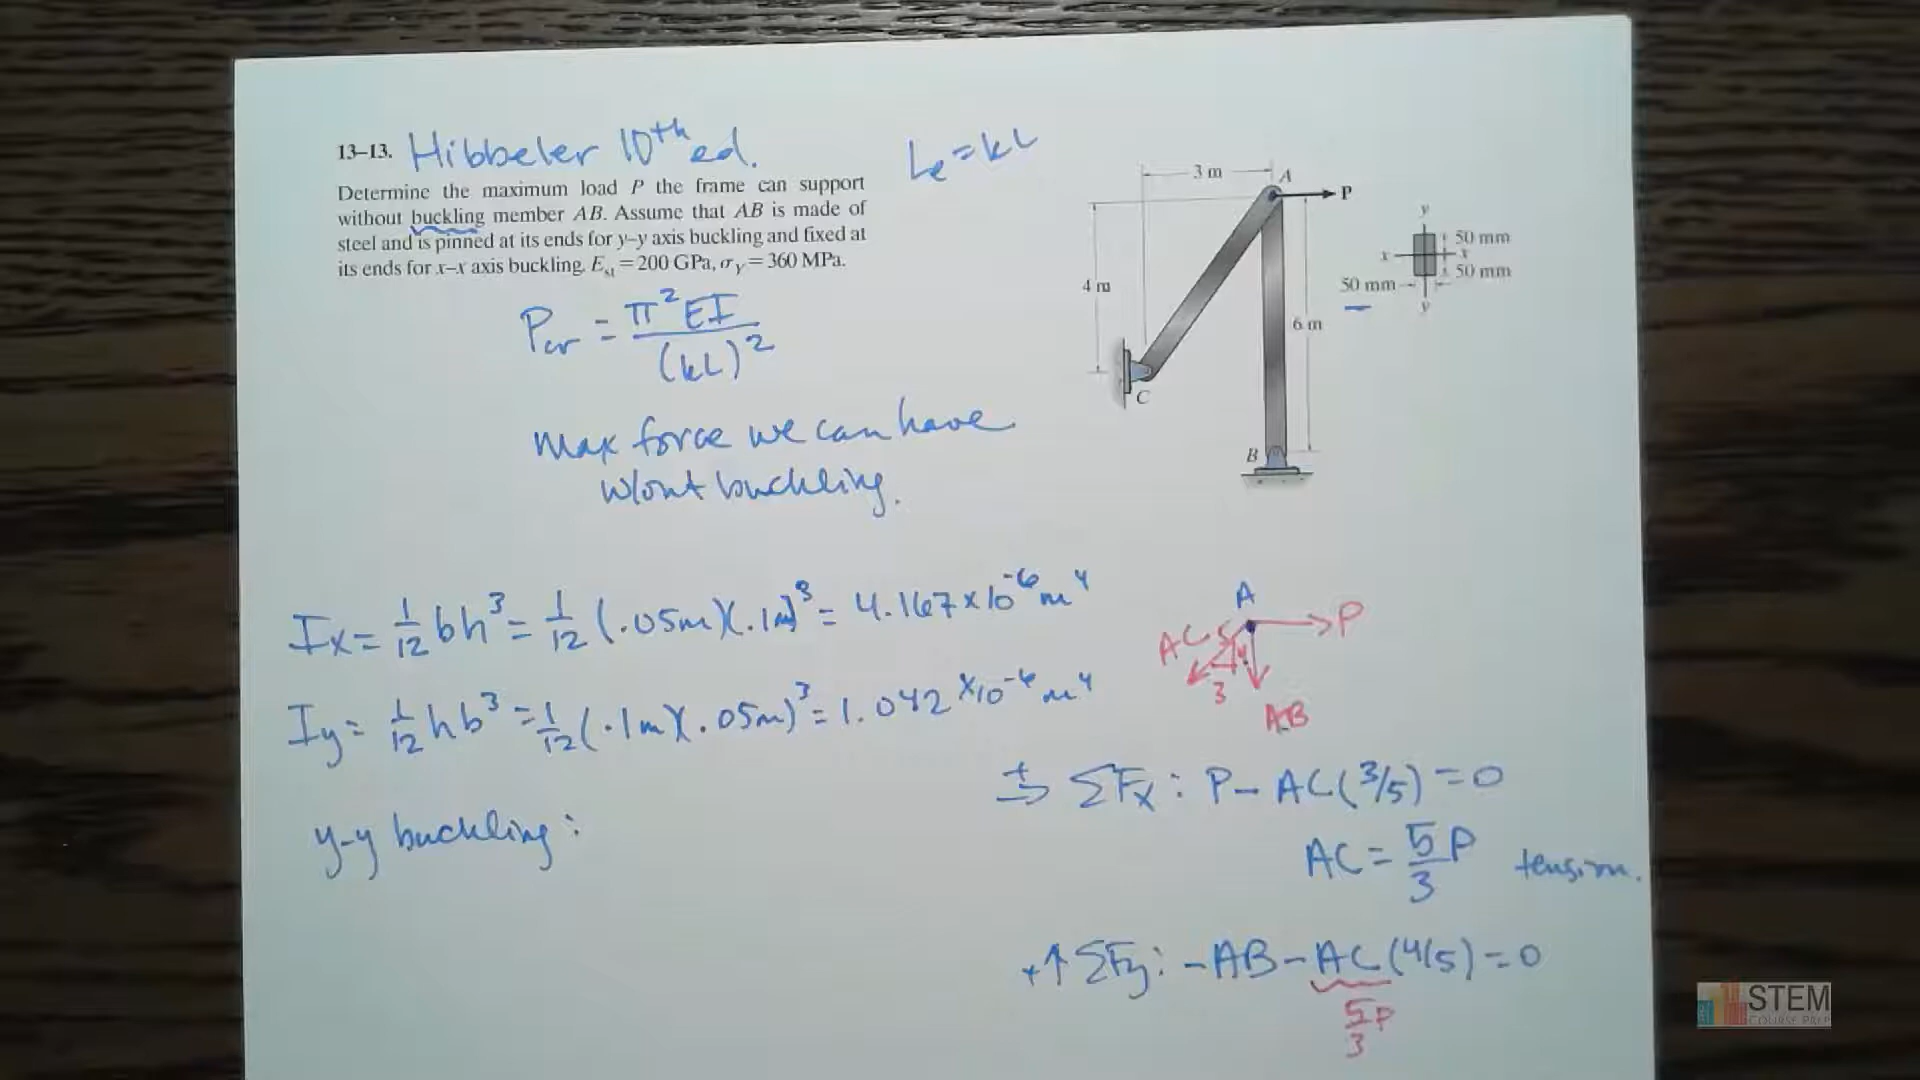 13–13. Hibbeler 10th ed.
Le = kL
Determine the maximum load P the frame can support
without buckling member AB. Assume that AB is made of
steel and is pinned at its ends for y–y axis buckling and fixed at
its ends for x–x axis buckling. Est = 200 GPa, σY = 360 MPa.
Pcr = π²EI / (kL)²
max force we can have
w/out buckling.
3 m
A
P
4 m
6 m
C
B
y
50 mm
x x
50 mm
50 mm
y
Ix = 1/12 bh³ = 1/12 (.05m)(.1m)³ = 4.167 x 10⁻⁶ m⁴
Iy = 1/12 hb³ = 1/12 (.1m)(.05m)³ = 1.042 x 10⁻⁶ m⁴
y-y buckling:
A
P
AC 5
4
3
AB
→+ ΣFx: P - AC(3/5) = 0
AC = 5/3 P tension.
+↑ ΣFy: -AB - AC (4/5) = 0
5/3 P
STEM
COURSE PREP